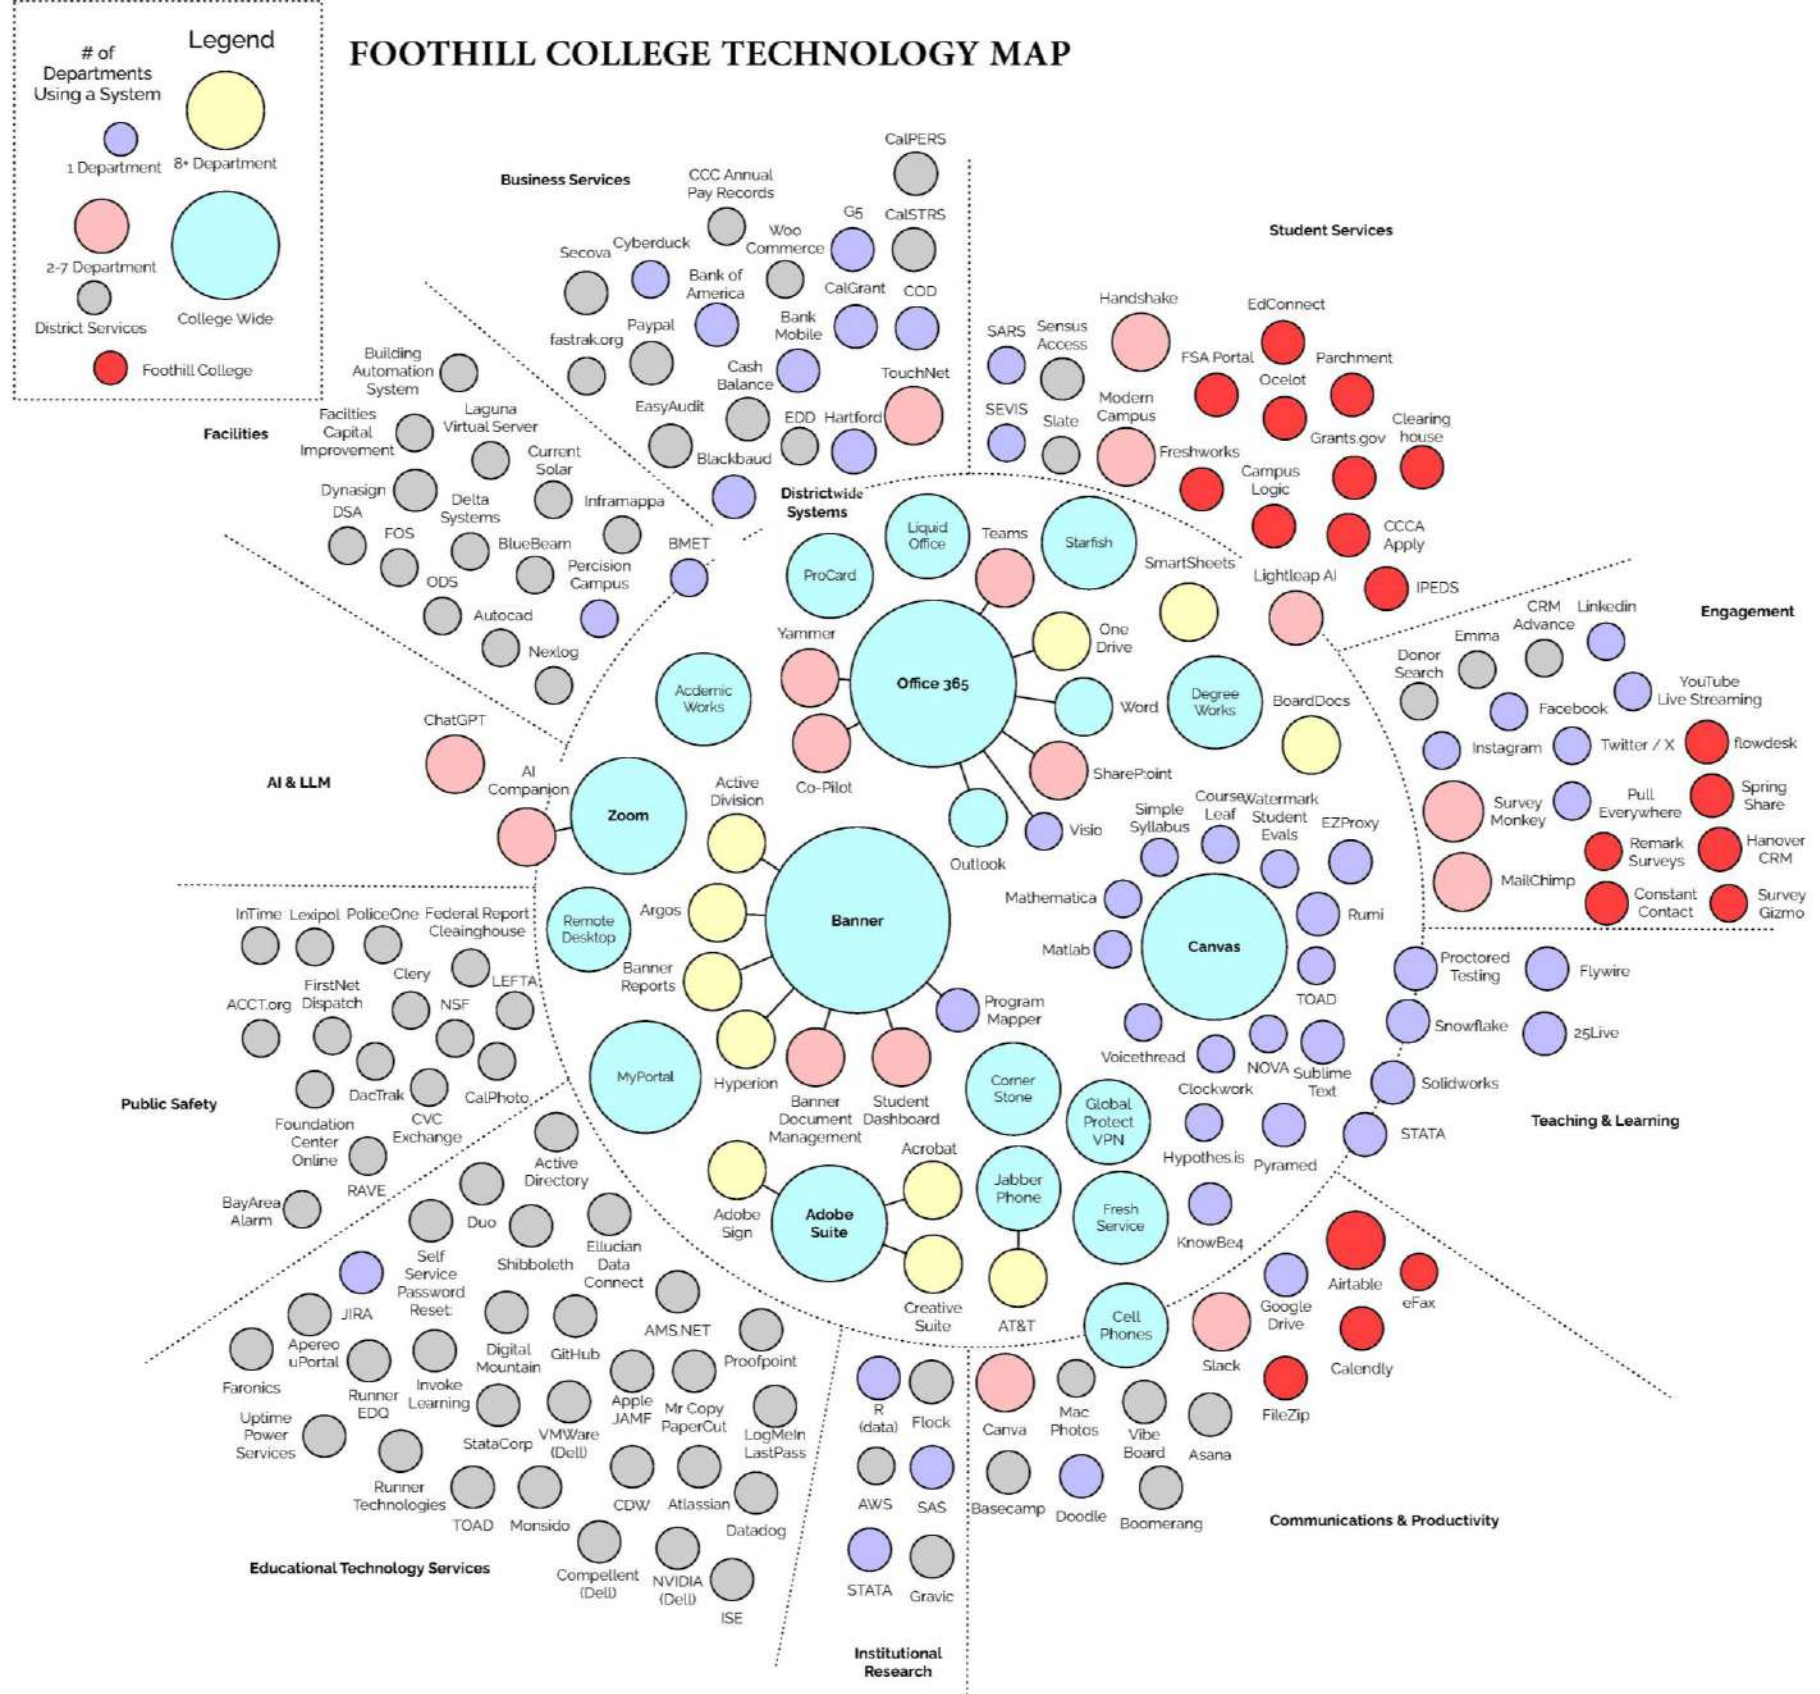 Legend
# of
Departments
Using a System
1 Department
8+ Department
2-7 Department
District Services
College Wide
Foothill College
FOOTHILL COLLEGE TECHNOLOGY MAP
Business Services
CalPERS
CCC Annual
Pay Records
G5
CalSTRS
Woo
Commerce
Secova
Cyberduck
Bank of
America
CalGrant
COD
fastrak.org
Paypal
Bank
Mobile
Cash
Balance
TouchNet
EasyAudit
EDD
Hartford
Blackbaud
Student Services
Handshake
EdConnect
SARS
Sensus
Access
FSA Portal
Parchment
Ocelot
SEVIS
Slate
Modern
Campus
Grants.gov
Clearing
house
Freshworks
Campus
Logic
CCCA
Apply
Lightleap AI
IPEDS
Facilities
Building
Automation
System
Facilties
Capital
Improvement
Laguna
Virtual Server
Current
Solar
Dynasign
Delta
Systems
Inframappa
DSA
FOS
BlueBeam
Percision
Campus
BMET
ODS
Autocad
Nexlog
Districtwide
Systems
Liquid
Office
Teams
Starfish
ProCard
SmartSheets
Yammer
One
Drive
Office 365
Acdemic
Works
Word
Degree
Works
BoardDocs
Co-Pilot
SharePoint
Visio
Outlook
Engagement
CRM
Advance
Linkedin
Emma
Donor
Search
YouTube
Live Streaming
Facebook
Instagram
Twitter / X
flowdesk
Survey
Monkey
Pull
Everywhere
Spring
Share
Remark
Surveys
Hanover
CRM
MailChimp
Constant
Contact
Survey
Gizmo
AI & LLM
ChatGPT
AI
Companion
Zoom
Active
Division
Argos
Banner
Remote
Desktop
Banner
Reports
Program
Mapper
Hyperion
Banner
Document
Management
Student
Dashboard
MyPortal
Simple
Syllabus
Course
Leaf
Watermark
Student
Evals
EZProxy
Mathematica
Rumi
Matlab
Canvas
TOAD
Voicethread
Clockwork
NOVA
Sublime
Text
Hypothes.is
Pyramed
KnowBe4
Proctored
Testing
Flywire
Snowflake
25Live
Solidworks
STATA
Teaching & Learning
Corner
Stone
Global
Protect
VPN
Jabber
Phone
Fresh
Service
AT&T
Cell
Phones
Adobe
Sign
Adobe
Suite
Acrobat
Creative
Suite
Public Safety
InTime
Lexipol
PoliceOne
Federal Report
Cleainghouse
Clery
LEFTA
ACCT.org
FirstNet
Dispatch
NSF
DacTrak
CVC
Exchange
CalPhoto
Foundation
Center
Online
RAVE
BayArea
Alarm
Active
Directory
Duo
Shibboleth
Self
Service
Password
Reset:
Ellucian
Data
Connect
JIRA
Apereo
uPortal
Faronics
Runner
EDQ
Invoke
Learning
Digital
Mountain
GitHub
AMS.NET
Proofpoint
Uptime
Power
Services
StataCorp
VMWare
(Dell)
Apple
JAMF
Mr Copy
PaperCut
LogMeIn
LastPass
Runner
Technologies
TOAD
Monsido
CDW
Atlassian
Datadog
Compellent
(Dell)
NVIDIA
(Dell)
ISE
Educational Technology Services
R
(data)
Flock
AWS
SAS
STATA
Gravic
Institutional
Research
Google
Drive
Airtable
eFax
Slack
Calendly
FileZip
Canva
Mac
Photos
Vibe
Board
Asana
Basecamp
Doodle
Boomerang
Communications & Productivity